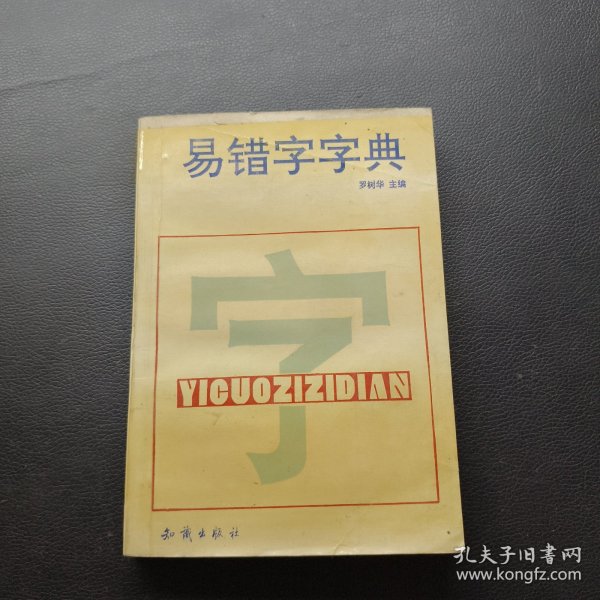 易错字字典
罗树华 主编
字
YICUOZIZIDIAN
知识出版社
孔夫子旧书网
www.kongfz.com